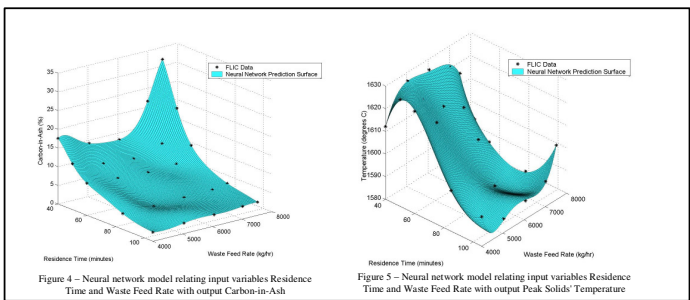 FLIC Data
Neural Network Prediction Surface
Carbon-in-Ash (%)
35
30
25
20
15
10
5
0
40
60
80
100
4000
5000
6000
7000
8000
Residence Time (minutes)
Waste Feed Rate (kg/hr)
Figure 4 – Neural network model relating input variables Residence
Time and Waste Feed Rate with output Carbon-in-Ash
FLIC Data
Neural Network Prediction Surface
Temperature (degrees C)
1630
1620
1610
1600
1590
1580
40
60
80
100
4000
5000
6000
7000
8000
Residence Time (minutes)
Waste Feed Rate (kg/hr)
Figure 5 – Neural network model relating input variables Residence
Time and Waste Feed Rate with output Peak Solids' Temperature